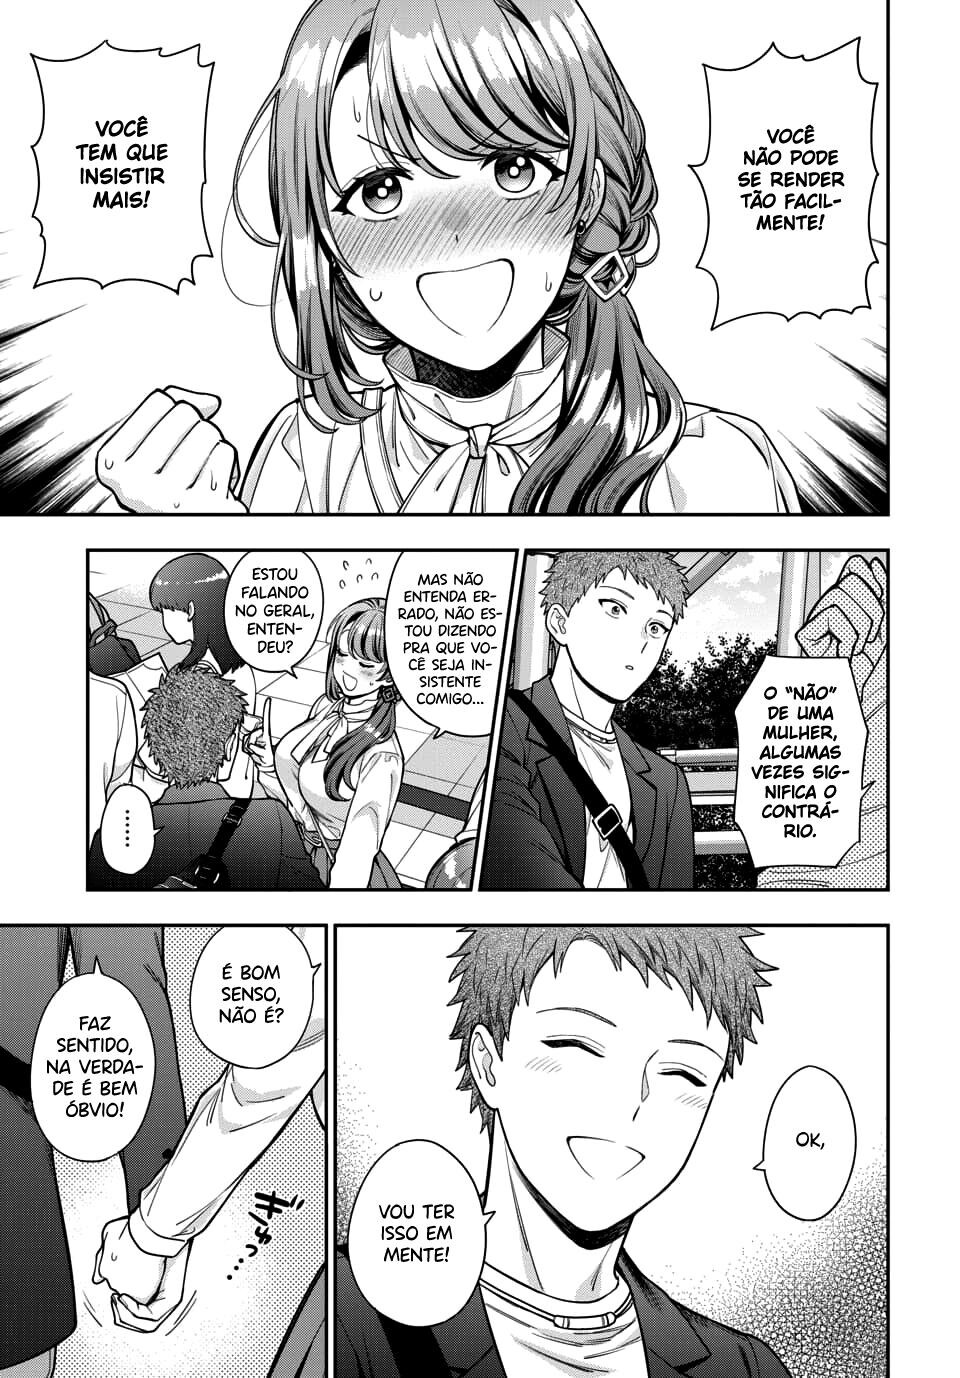 VOCÊ
NÃO PODE
SE RENDER
TÃO FACIL-
MENTE!
VOCÊ
TEM QUE
INSISTIR
MAIS!
O “NÃO”
DE UMA
MULHER,
ALGUMAS
VEZES SIG-
NIFICA O
CONTRÁ-
RIO.
MAS NÃO
ENTENDA ER-
RADO, NÃO ES-
TOU DIZENDO
PRA QUE VO-
CÊ SEJA IN-
SISTENTE
COMIGO...
ESTOU
FALANDO
NO GERAL,
ENTEN-
DEU?
......
OK,
VOU TER
ISSO EM
MENTE!
É BOM
SENSO,
NÃO É?
FAZ
SENTIDO,
NA VERDA-
DE É BEM
ÓBVIO!
ギゅっ…